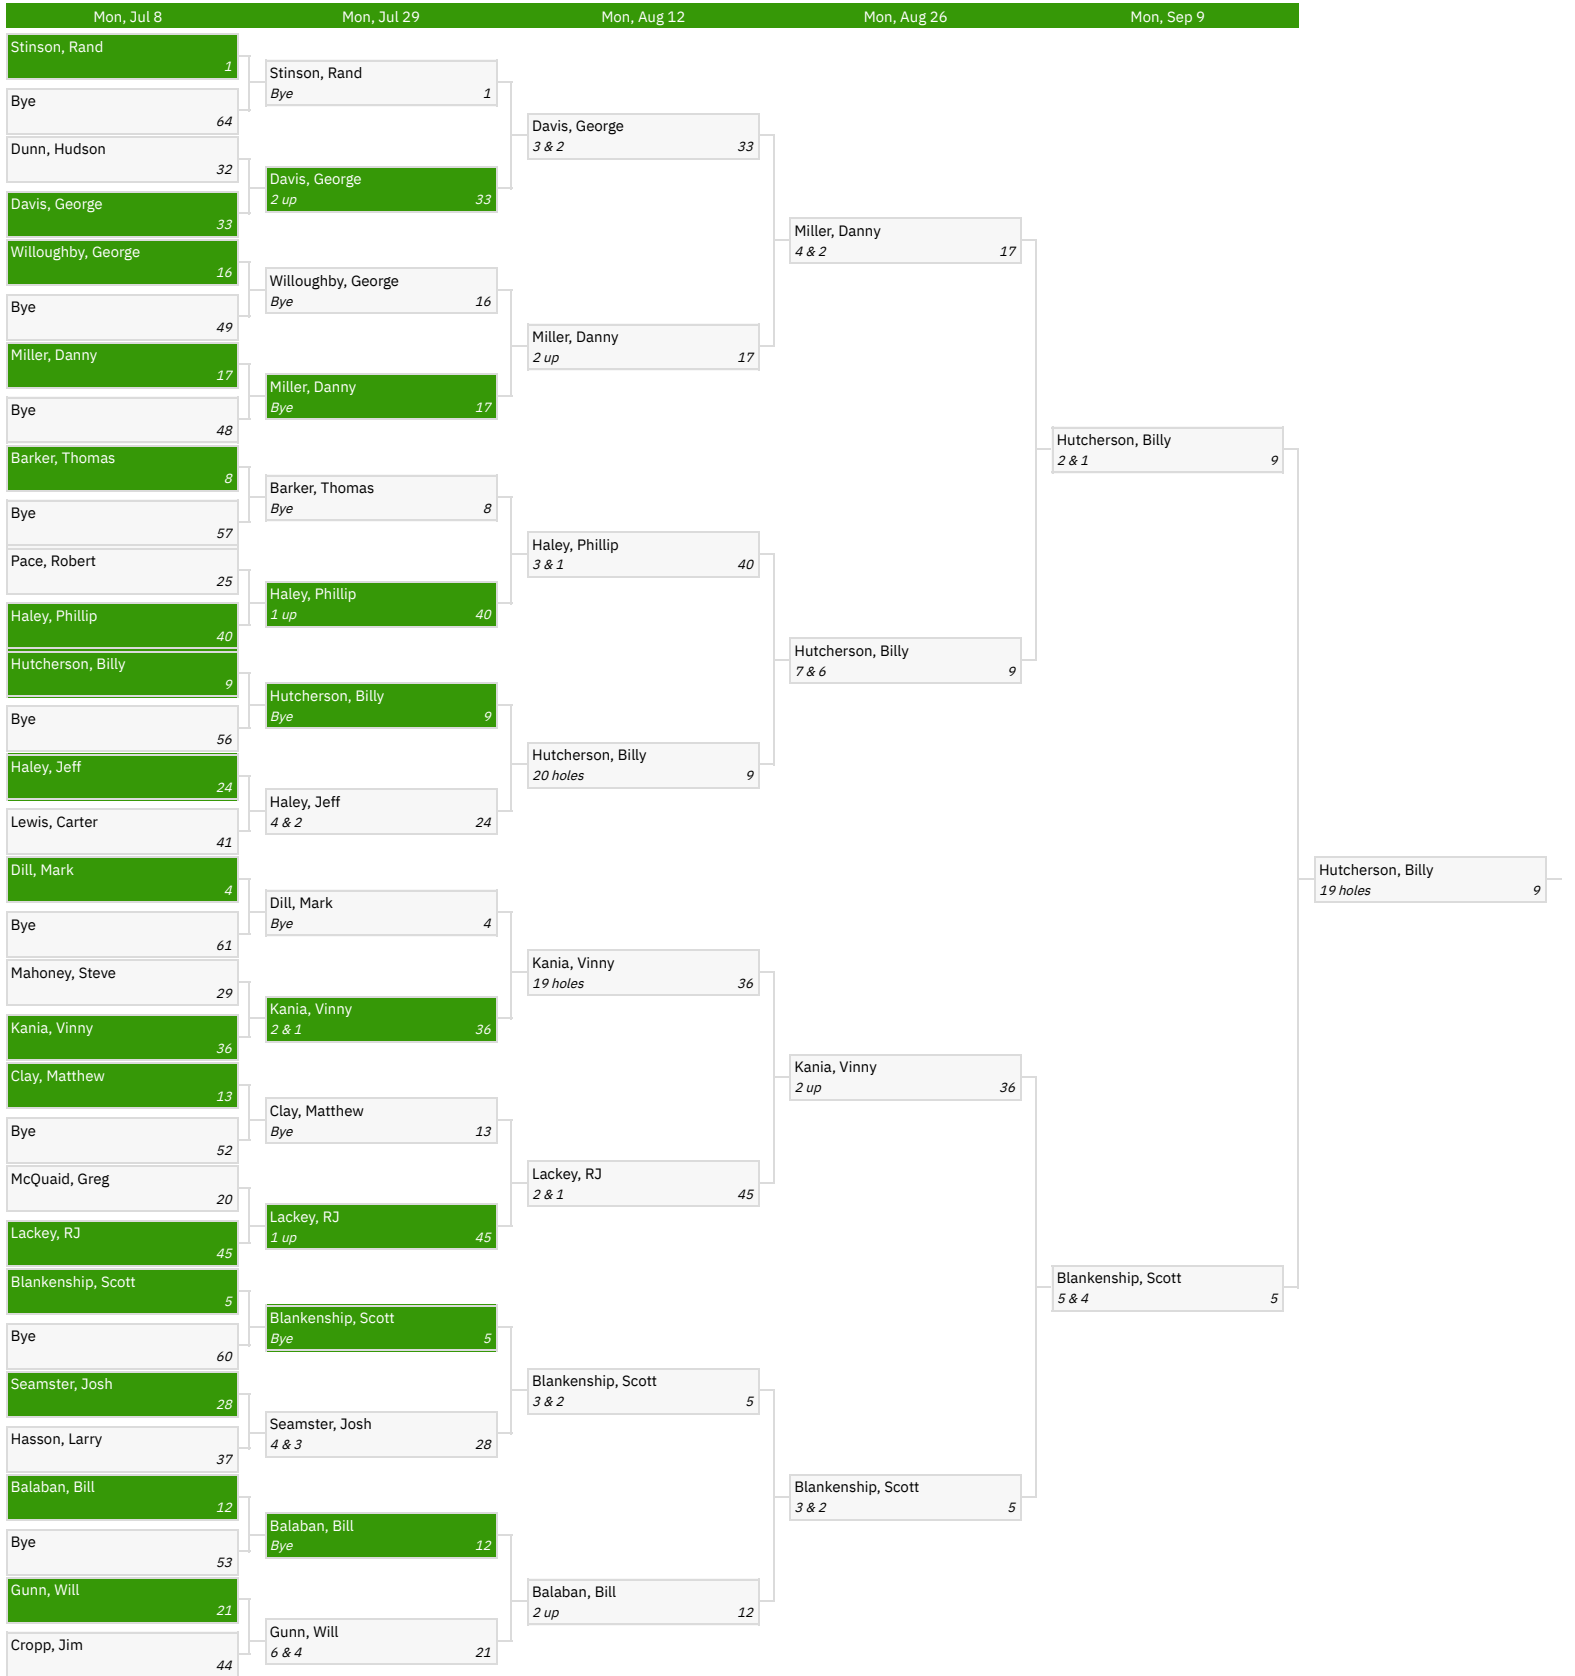 Mon, Jul 8
Mon, Jul 29
Mon, Aug 12
Mon, Aug 26
Mon, Sep 9
Stinson, Rand
1
Bye
64
Dunn, Hudson
32
Davis, George
33
Willoughby, George
16
Bye
49
Miller, Danny
17
Bye
48
Barker, Thomas
8
Bye
57
Pace, Robert
25
Haley, Phillip
40
Hutcherson, Billy
9
Bye
56
Haley, Jeff
24
Lewis, Carter
41
Dill, Mark
4
Bye
61
Mahoney, Steve
29
Kania, Vinny
36
Clay, Matthew
13
Bye
52
McQuaid, Greg
20
Lackey, RJ
45
Blankenship, Scott
5
Bye
60
Seamster, Josh
28
Hasson, Larry
37
Balaban, Bill
12
Bye
53
Gunn, Will
21
Cropp, Jim
44
Stinson, Rand
Bye 1
Davis, George
2 up 33
Willoughby, George
Bye 16
Miller, Danny
Bye 17
Barker, Thomas
Bye 8
Haley, Phillip
1 up 40
Hutcherson, Billy
Bye 9
Haley, Jeff
4 & 2 24
Dill, Mark
Bye 4
Kania, Vinny
2 & 1 36
Clay, Matthew
Bye 13
Lackey, RJ
1 up 45
Blankenship, Scott
Bye 5
Seamster, Josh
4 & 3 28
Balaban, Bill
Bye 12
Gunn, Will
6 & 4 21
Davis, George
3 & 2 33
Miller, Danny
2 up 17
Haley, Phillip
3 & 1 40
Hutcherson, Billy
20 holes 9
Kania, Vinny
19 holes 36
Lackey, RJ
2 & 1 45
Blankenship, Scott
3 & 2 5
Balaban, Bill
2 up 12
Miller, Danny
4 & 2 17
Hutcherson, Billy
7 & 6 9
Kania, Vinny
2 up 36
Blankenship, Scott
3 & 2 5
Hutcherson, Billy
2 & 1 9
Blankenship, Scott
5 & 4 5
Hutcherson, Billy
19 holes 9